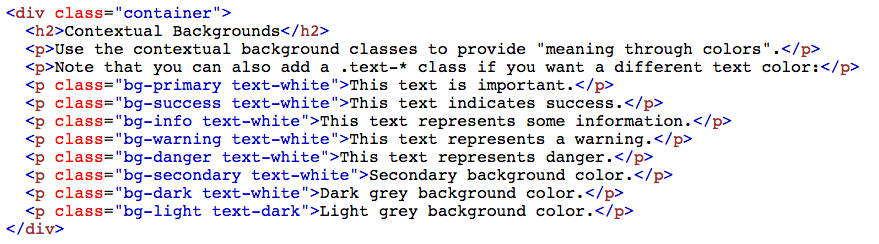 <div class="container">
  <h2>Contextual Backgrounds</h2>
  <p>Use the contextual background classes to provide "meaning through colors".</p>
  <p>Note that you can also add a .text-* class if you want a different text color:</p>
  <p class="bg-primary text-white">This text is important.</p>
  <p class="bg-success text-white">This text indicates success.</p>
  <p class="bg-info text-white">This text represents some information.</p>
  <p class="bg-warning text-white">This text represents a warning.</p>
  <p class="bg-danger text-white">This text represents danger.</p>
  <p class="bg-secondary text-white">Secondary background color.</p>
  <p class="bg-dark text-white">Dark grey background color.</p>
  <p class="bg-light text-dark">Light grey background color.</p>
</div>